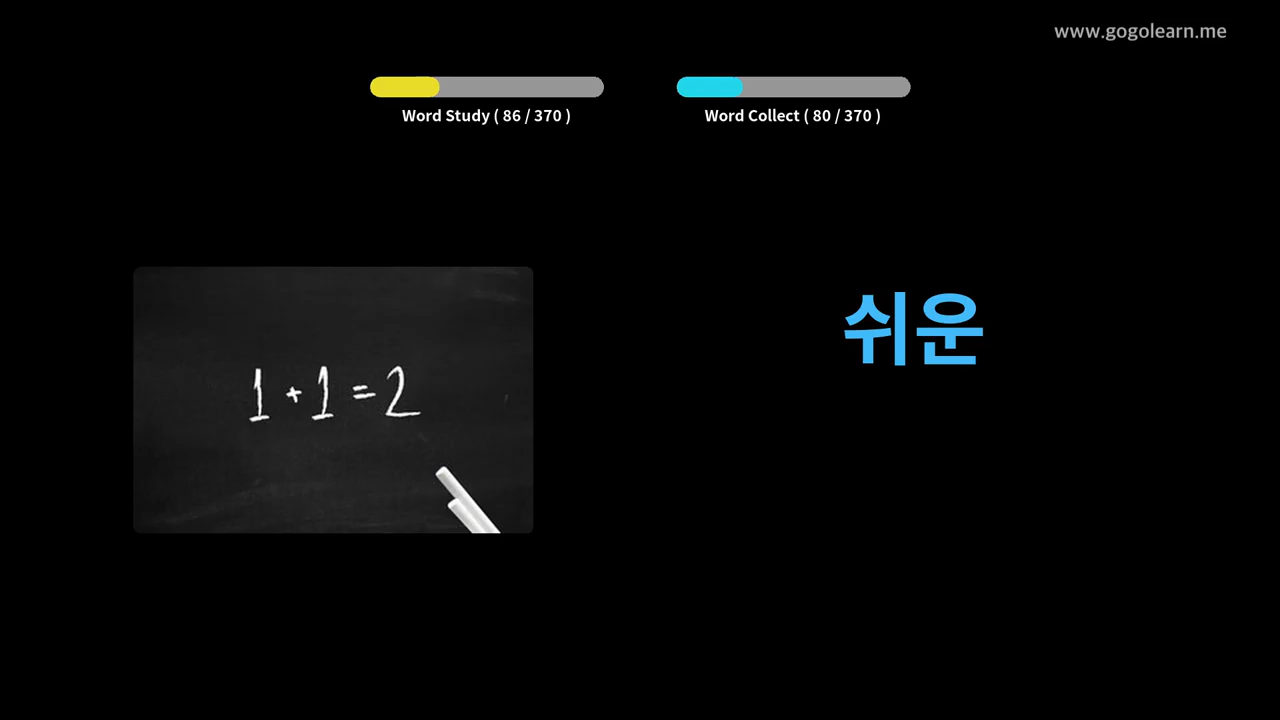 www.gogolearn.me
Word Study ( 86 / 370 )
Word Collect ( 80 / 370 )
쉬운
1 + 1 = 2